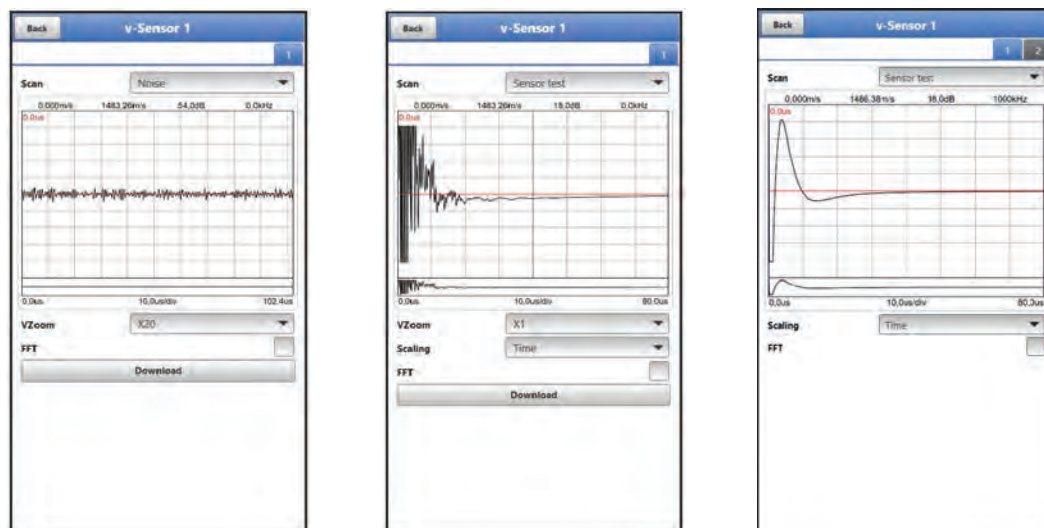 Back v-Sensor 1
1
Scan Noise
0.000m/s 1483.26m/s 54.0dB 0.0kHz
0.0us
0.0us 10.0us/div 102.4us
VZoom X20
FFT
Download
Back v-Sensor 1
1
Scan Sensor test
0.000m/s 1483.26m/s 18.0dB 0.0kHz
0.0us
0.0us 10.0us/div 80.0us
VZoom X1
Scaling Time
FFT
Download
Back v-Sensor 1
1 2
Scan Sensor test
0.000m/s 1486.38m/s 18.0dB 1000kHz
0.0us
0.0us 10.0us/div 80.0us
Scaling Time
FFT